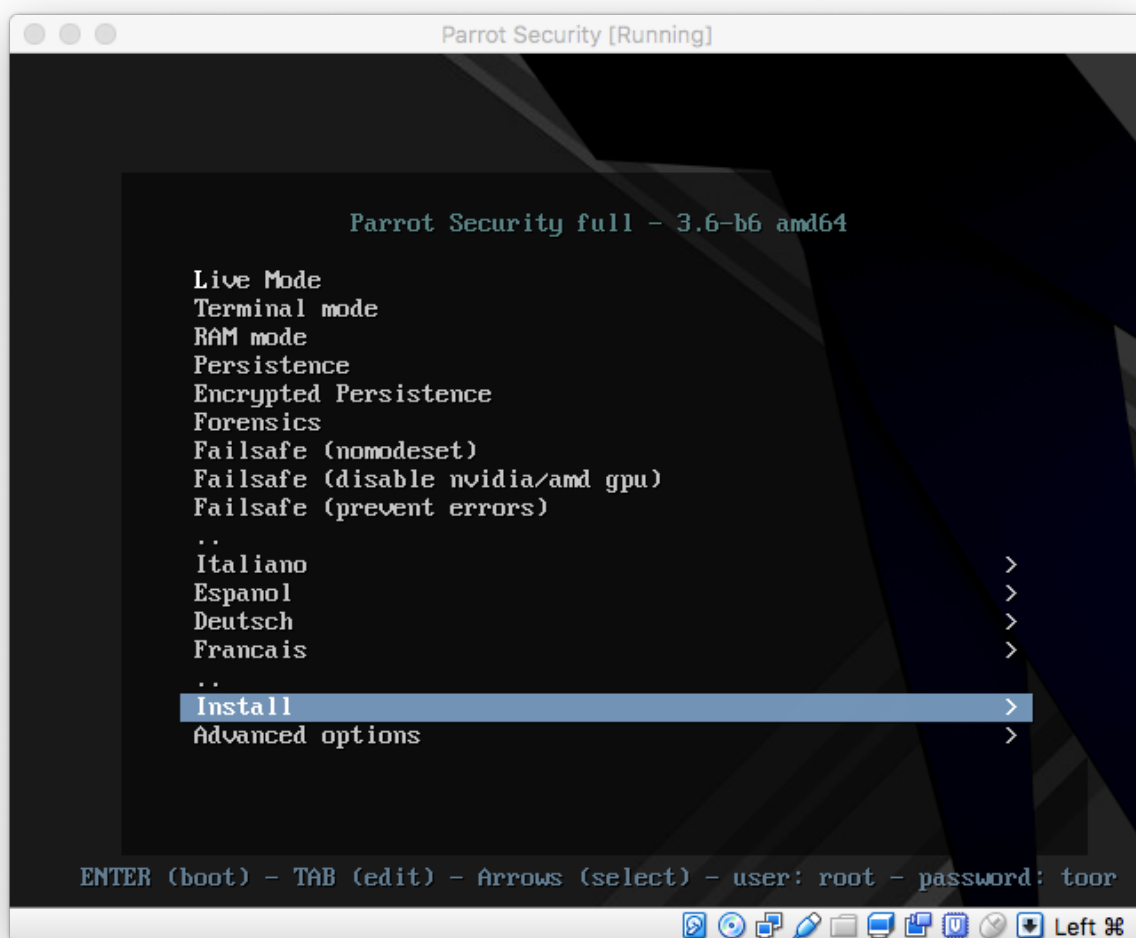 Parrot Security [Running]
Parrot Security full - 3.6-b6 amd64
Live Mode
Terminal mode
RAM mode
Persistence
Encrypted Persistence
Forensics
Failsafe (nomodeset)
Failsafe (disable nvidia/amd gpu)
Failsafe (prevent errors)
..
Italiano >
Espanol >
Deutsch >
Francais >
..
Install >
Advanced options >
ENTER (boot) - TAB (edit) - Arrows (select) - user: root - password: toor
Left ⌘